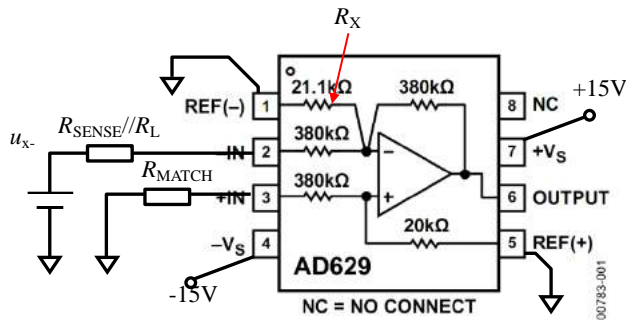 R_X
+15V
21.1kΩ
380kΩ
REF(–)
1
8
NC
u_x-
R_SENSE//R_L
380kΩ
–IN
2
7
+V_S
R_MATCH
380kΩ
–
+IN
3
+
6
OUTPUT
20kΩ
–V_S
4
5
REF(+)
AD629
-15V
NC = NO CONNECT
00783-001